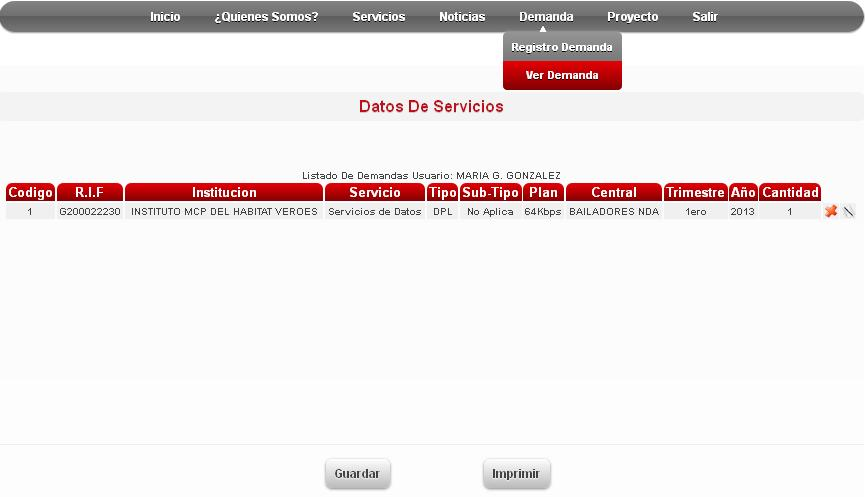 Inicio ¿Quienes Somos? Servicios Noticias Demanda Proyecto Salir
Registro Demanda
Ver Demanda
Datos De Servicios
Listado De Demandas Usuario: MARIA G. GONZALEZ
Codigo R.I.F Institucion Servicio Tipo Sub-Tipo Plan Central Trimestre Año Cantidad
1 G200022230 INSTITUTO MCP DEL HABITAT VEROES Servicios de Datos DPL No Aplica 64Kbps BAILADORES NDA 1ero 2013 1
Guardar Imprimir